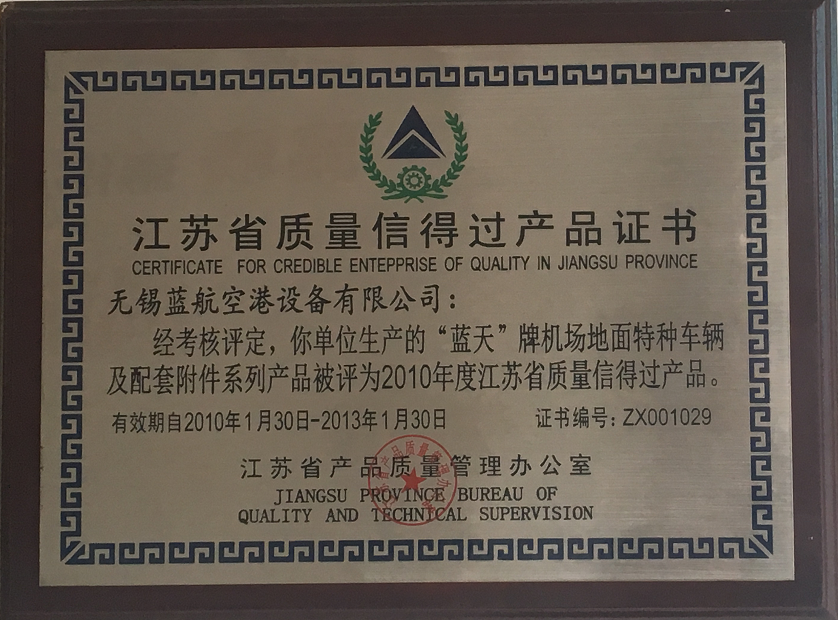 江苏省质量信得过产品证书
CERTIFICATE FOR CREDIBLE ENTEPPRISE OF QUALITY IN JIANGSU PROVINCE
无锡蓝航空港设备有限公司：
经考核评定，你单位生产的“蓝天”牌机场地面特种车辆
及配套附件系列产品被评为2010年度江苏省质量信得过产品。
有效期自2010年1月30日-2013年1月30日 证书编号：ZX001029
江苏省产品质量管理办公室
JIANGSU PROVINCE BUREAU OF
QUALITY AND TECHNICAL SUPERVISION